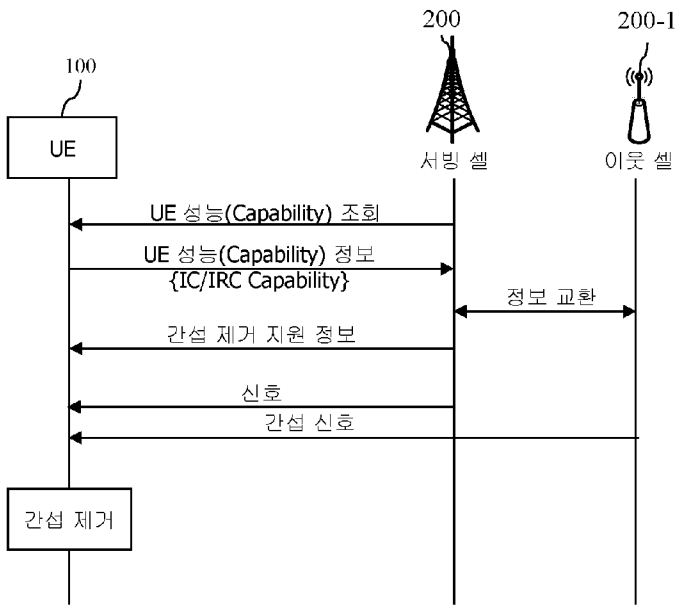 200
200-1
100
UE
서빙 셀
이웃 셀
UE 성능(Capability) 조회
UE 성능(Capability) 정보
{IC/IRC Capability}
정보 교환
간섭 제거 지원 정보
신호
간섭 신호
간섭 제거